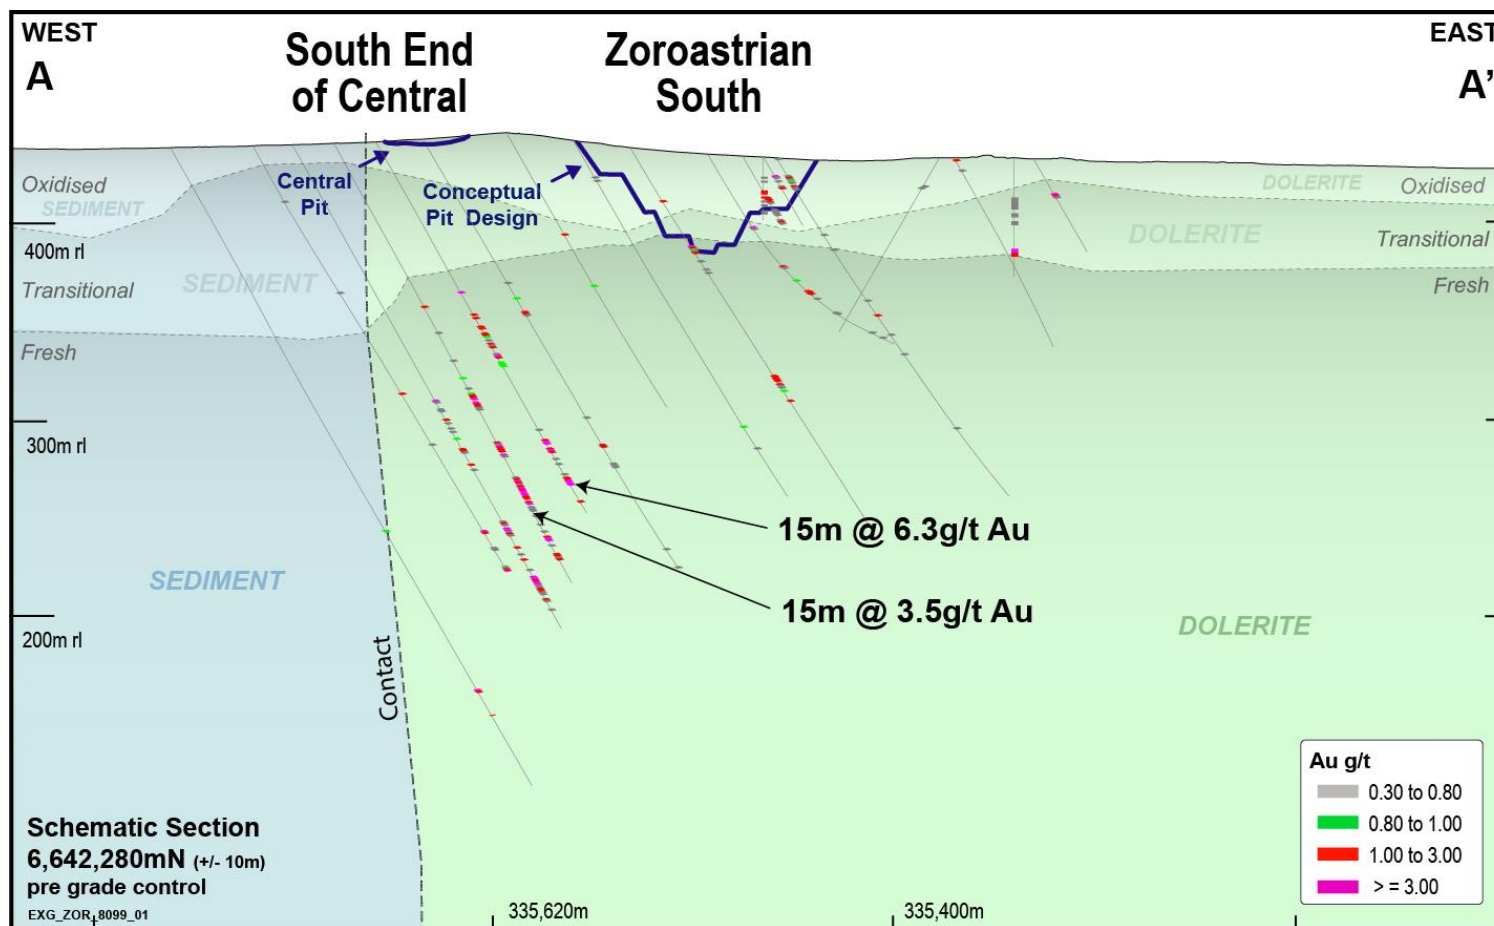 WEST
EAST
A
A'
South End
of Central
Zoroastrian
South
Central
Pit
Conceptual
Pit Design
Oxidised
SEDIMENT
400m rl
Transitional
SEDIMENT
Fresh
DOLERITE
Oxidised
DOLERITE
Transitional
Fresh
300m rl
15m @ 6.3g/t Au
15m @ 3.5g/t Au
SEDIMENT
DOLERITE
200m rl
Contact
Schematic Section
6,642,280mN (+/- 10m)
pre grade control
EXG_ZOR_8099_01
335,620m
335,400m
Au g/t
0.30 to 0.80
0.80 to 1.00
1.00 to 3.00
> = 3.00